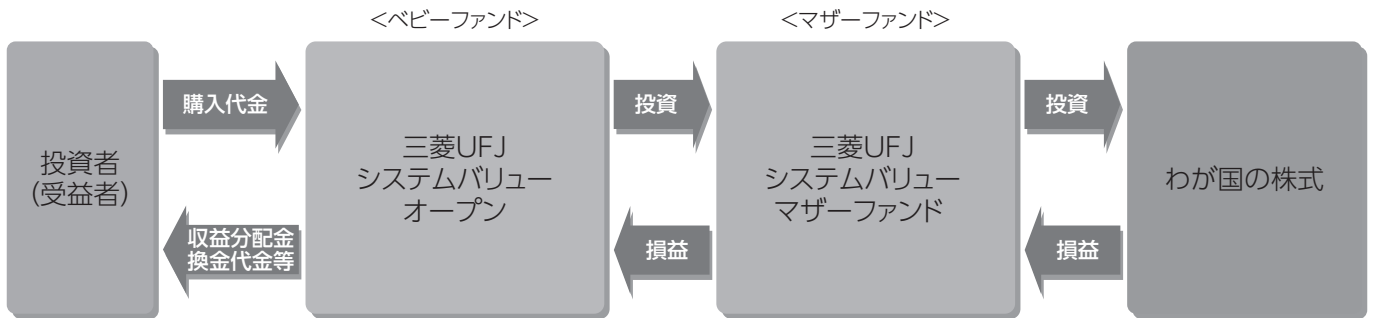 <ベビーファンド>
<マザーファンド>
投資者
(受益者)
購入代金
収益分配金
換金代金等
三菱UFJ
システムバリュー
オープン
投資
損益
三菱UFJ
システムバリュー
マザーファンド
投資
損益
わが国の株式